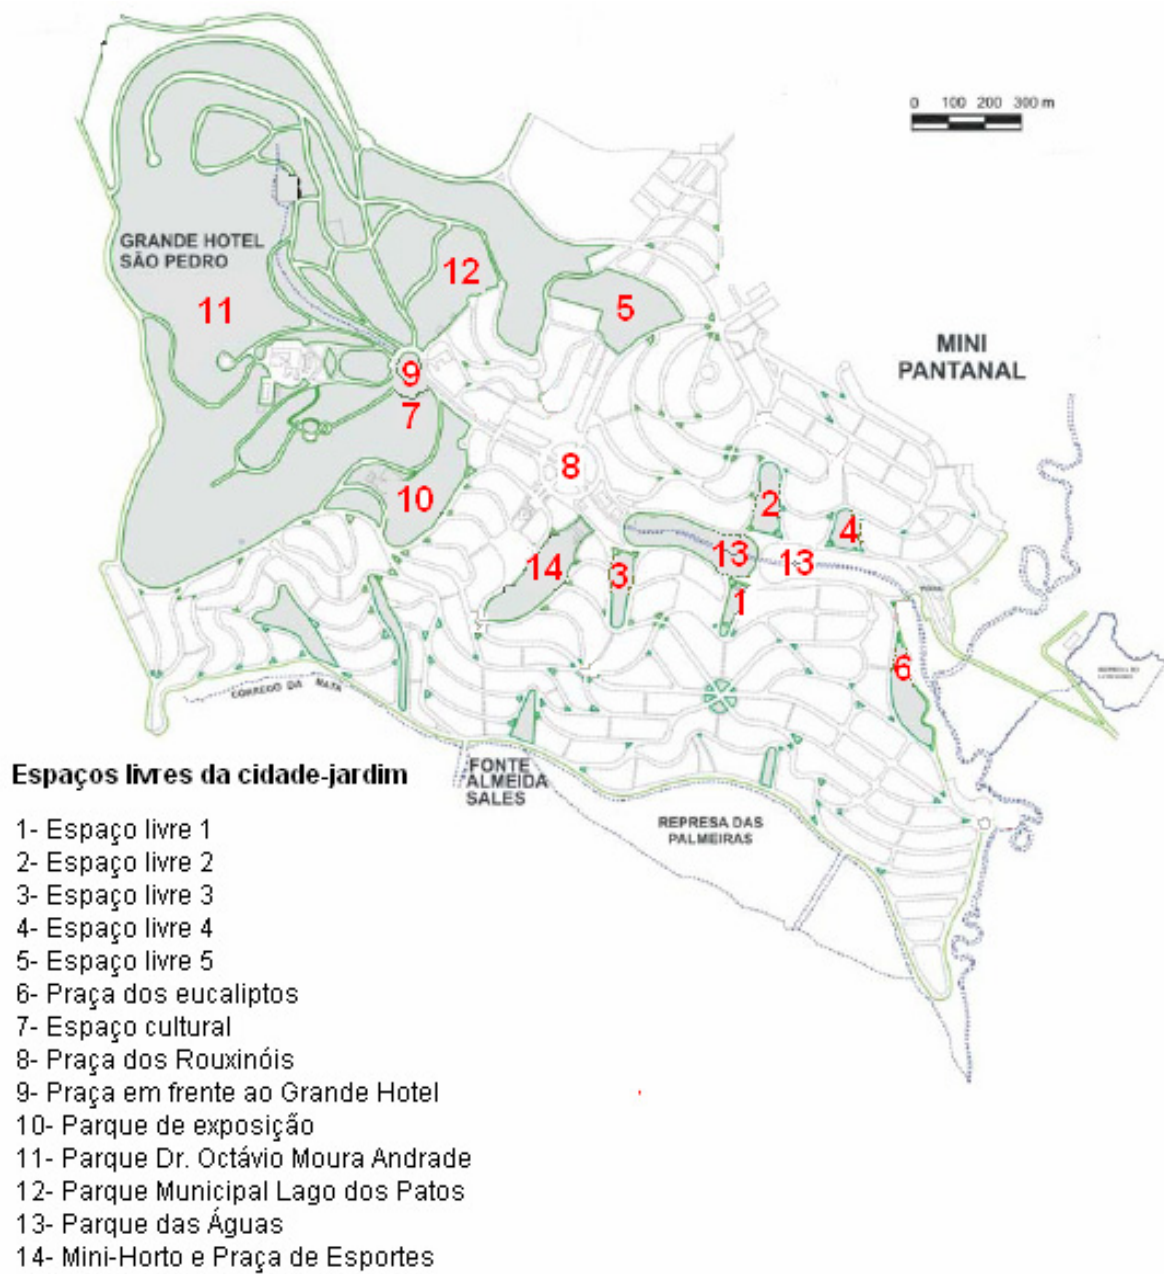 0 100 200 300 m
GRANDE HOTEL
SÃO PEDRO
12
11
5
MINI
PANTANAL
9
7
8
10
2
4
14
3
13
13
1
6
CORREGO DA MATA
FONTE
ALMEIDA
SALES
REPRESA DAS
PALMEIRAS
Espaços livres da cidade-jardim
1- Espaço livre 1
2- Espaço livre 2
3- Espaço livre 3
4- Espaço livre 4
5- Espaço livre 5
6- Praça dos eucaliptos
7- Espaço cultural
8- Praça dos Rouxinóis
9- Praça em frente ao Grande Hotel
10- Parque de exposição
11- Parque Dr. Octávio Moura Andrade
12- Parque Municipal Lago dos Patos
13- Parque das Águas
14- Mini-Horto e Praça de Esportes